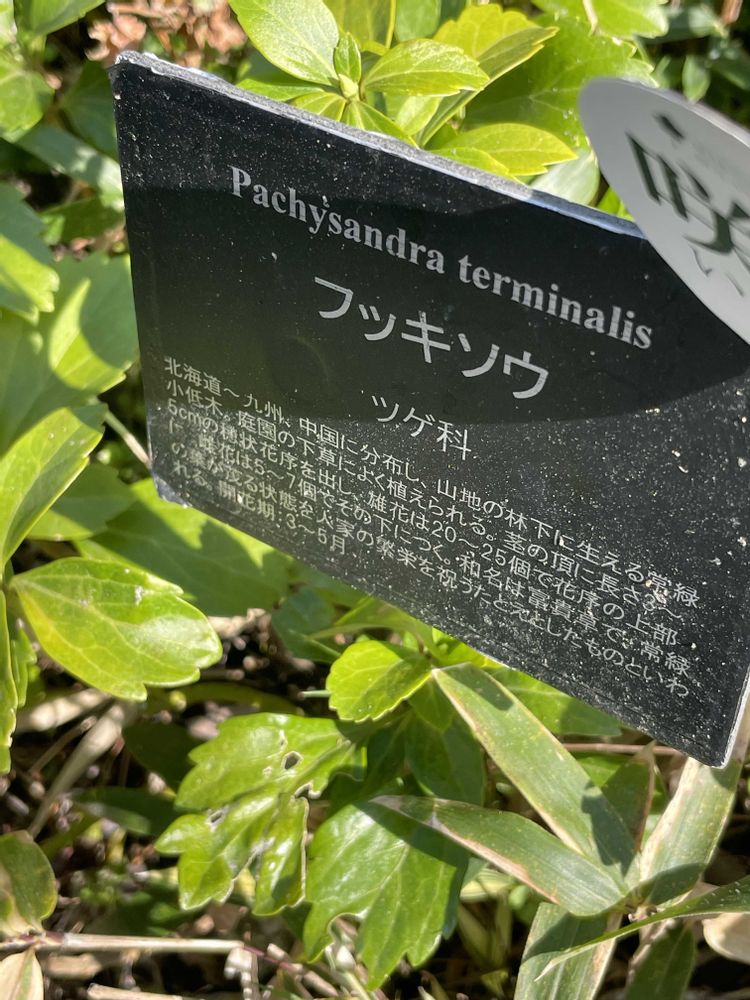 Pachysandra terminalis
フッキソウ
ツゲ科
北海道～九州、中国に分布し、山地の林下に生える常緑
小低木。庭園の下草によく植えられる。茎の頂に長さ3～
5cmの穂状花序を出し、雄花は20～25個で花序の上部
に、雌花は5～7個でその下につく。和名は富貴草で、常緑
の葉が茂る状態を人家の繁栄を祝うたとえとしたものといわ
れる。開花期：3～5月
咲